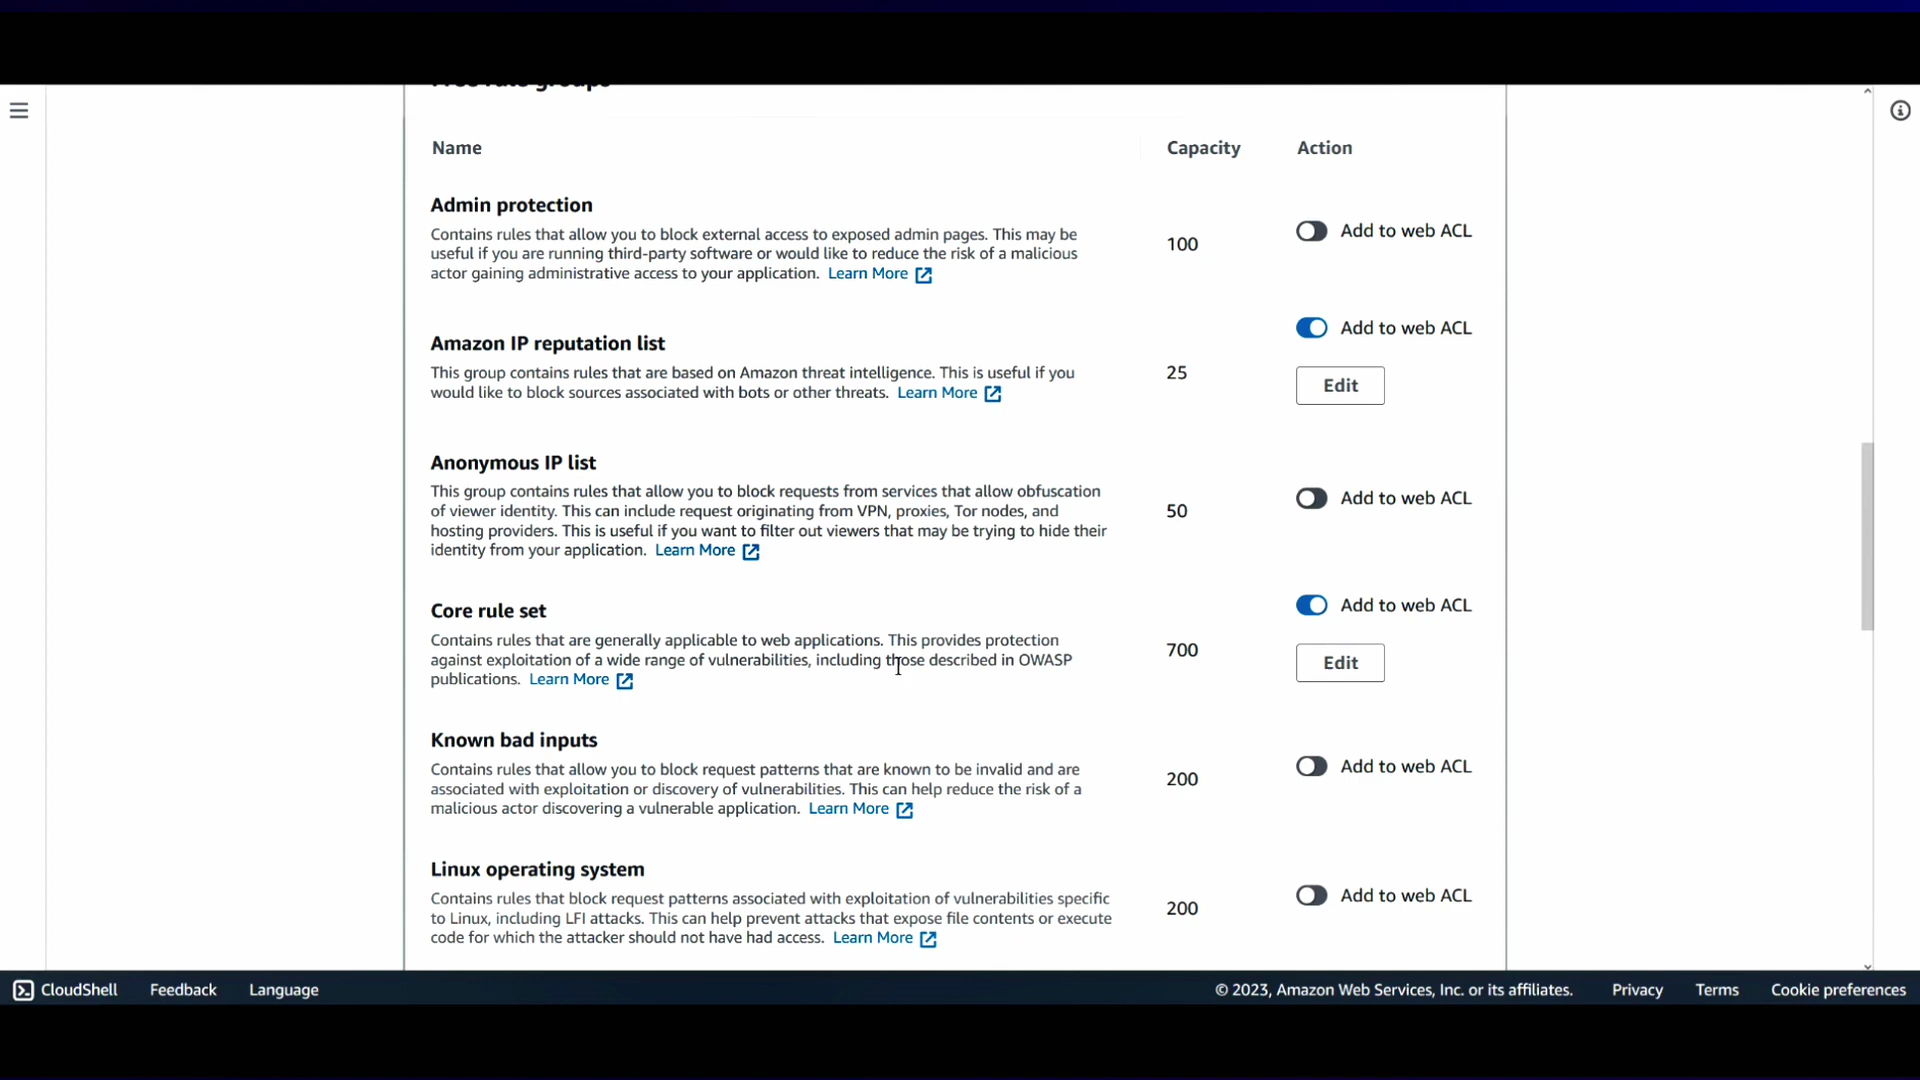 Free rule groups
Name
Capacity
Action
Admin protection
Contains rules that allow you to block external access to exposed admin pages. This may be
useful if you are running third-party software or would like to reduce the risk of a malicious
actor gaining administrative access to your application. Learn More
100
Add to web ACL
Amazon IP reputation list
This group contains rules that are based on Amazon threat intelligence. This is useful if you
would like to block sources associated with bots or other threats. Learn More
25
Add to web ACL
Edit
Anonymous IP list
This group contains rules that allow you to block requests from services that allow obfuscation
of viewer identity. This can include request originating from VPN, proxies, Tor nodes, and
hosting providers. This is useful if you want to filter out viewers that may be trying to hide their
identity from your application. Learn More
50
Add to web ACL
Core rule set
Contains rules that are generally applicable to web applications. This provides protection
against exploitation of a wide range of vulnerabilities, including those described in OWASP
publications. Learn More
700
Add to web ACL
Edit
Known bad inputs
Contains rules that allow you to block request patterns that are known to be invalid and are
associated with exploitation or discovery of vulnerabilities. This can help reduce the risk of a
malicious actor discovering a vulnerable application. Learn More
200
Add to web ACL
Linux operating system
Contains rules that block request patterns associated with exploitation of vulnerabilities specific
to Linux, including LFI attacks. This can help prevent attacks that expose file contents or execute
code for which the attacker should not have had access. Learn More
200
Add to web ACL
CloudShell
Feedback
Language
© 2023, Amazon Web Services, Inc. or its affiliates.
Privacy
Terms
Cookie preferences